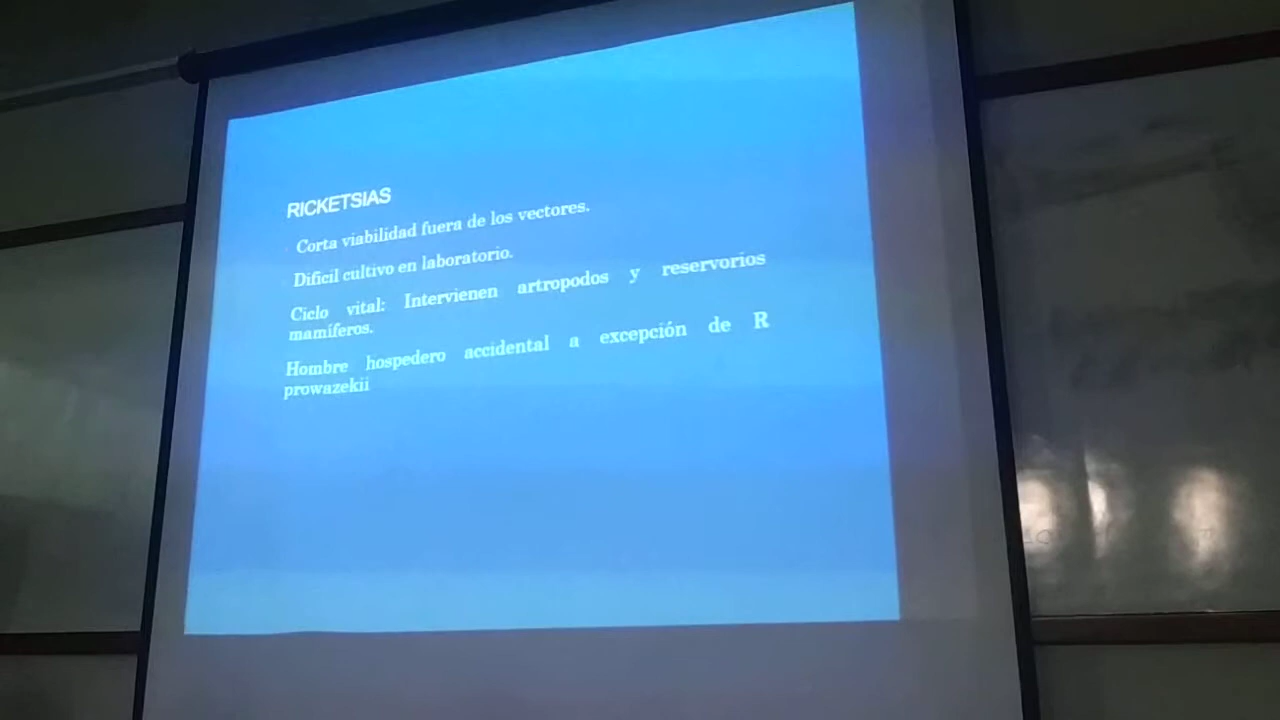 RICKETSIAS
Corta viabilidad fuera de los vectores.
Dificil cultivo en laboratorio.
Ciclo vital: Intervienen artropodos y reservorios
mamíferos.
Hombre hospedero accidental a excepción de R
prowazekii